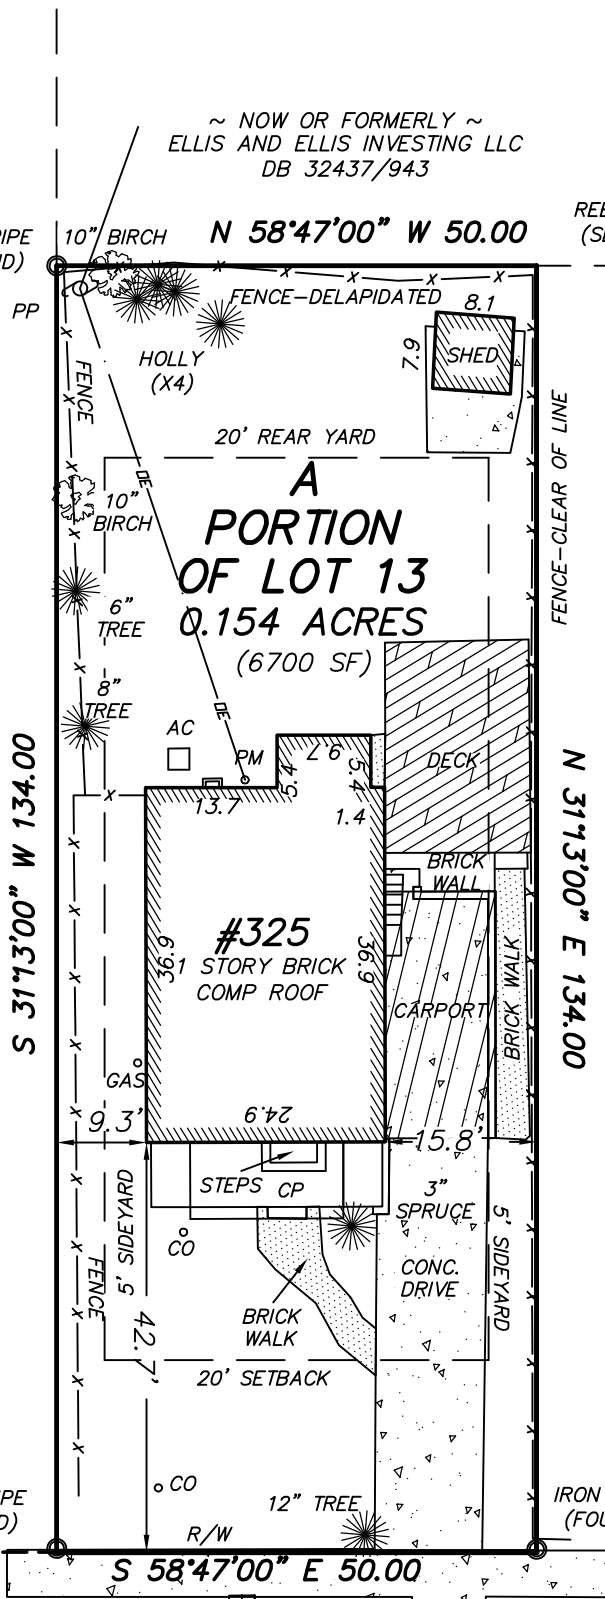 ~ NOW OR FORMERLY ~
ELLIS AND ELLIS INVESTING LLC
DB 32437/943
10" BIRCH
N 58°47'00" W 50.00
PP
FENCE-DELAPIDATED
8.1
7.9
SHED
HOLLY
(X4)
FENCE
FENCE-CLEAR OF LINE
20' REAR YARD
OE
10"
BIRCH
A
PORTION
OF LOT 13
0.154 ACRES
(6700 SF)
6"
TREE
8"
TREE
OE
AC
PM
9.7
5.4
5.4
DECK
13.7
1.4
S 31°13'00" W 134.00
N 31°13'00" E 134.00
BRICK
WALL
#325
1 STORY BRICK
COMP ROOF
36.9
36.9
CARPORT
BRICK WALK
GAS
9.3'
24.9
15.8'
STEPS
CP
3"
SPRUCE
5' SIDEYARD
5' SIDEYARD
CO
FENCE
CONC.
DRIVE
BRICK
WALK
42.7'
20' SETBACK
CO
12" TREE
IRON
R/W
S 58°47'00" E 50.00